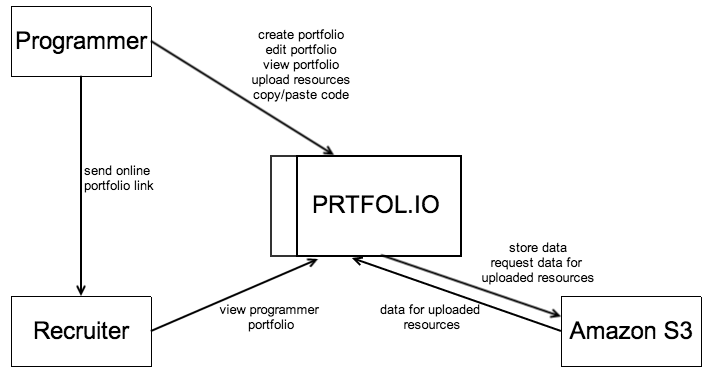 Programmer
create portfolio
edit portfolio
view portfolio
upload resources
copy/paste code
send online
portfolio link
PRTFOL.IO
store data
request data for
uploaded resources
Recruiter
view programmer
portfolio
data for uploaded
resources
Amazon S3